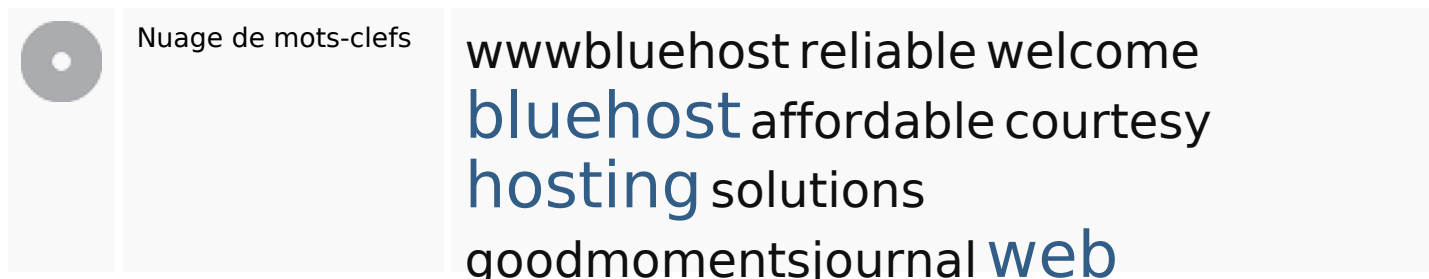 Nuage de mots-clefs
wwwbluehost reliable welcome
bluehost affordable courtesy
hosting solutions
goodmomentsjournal web